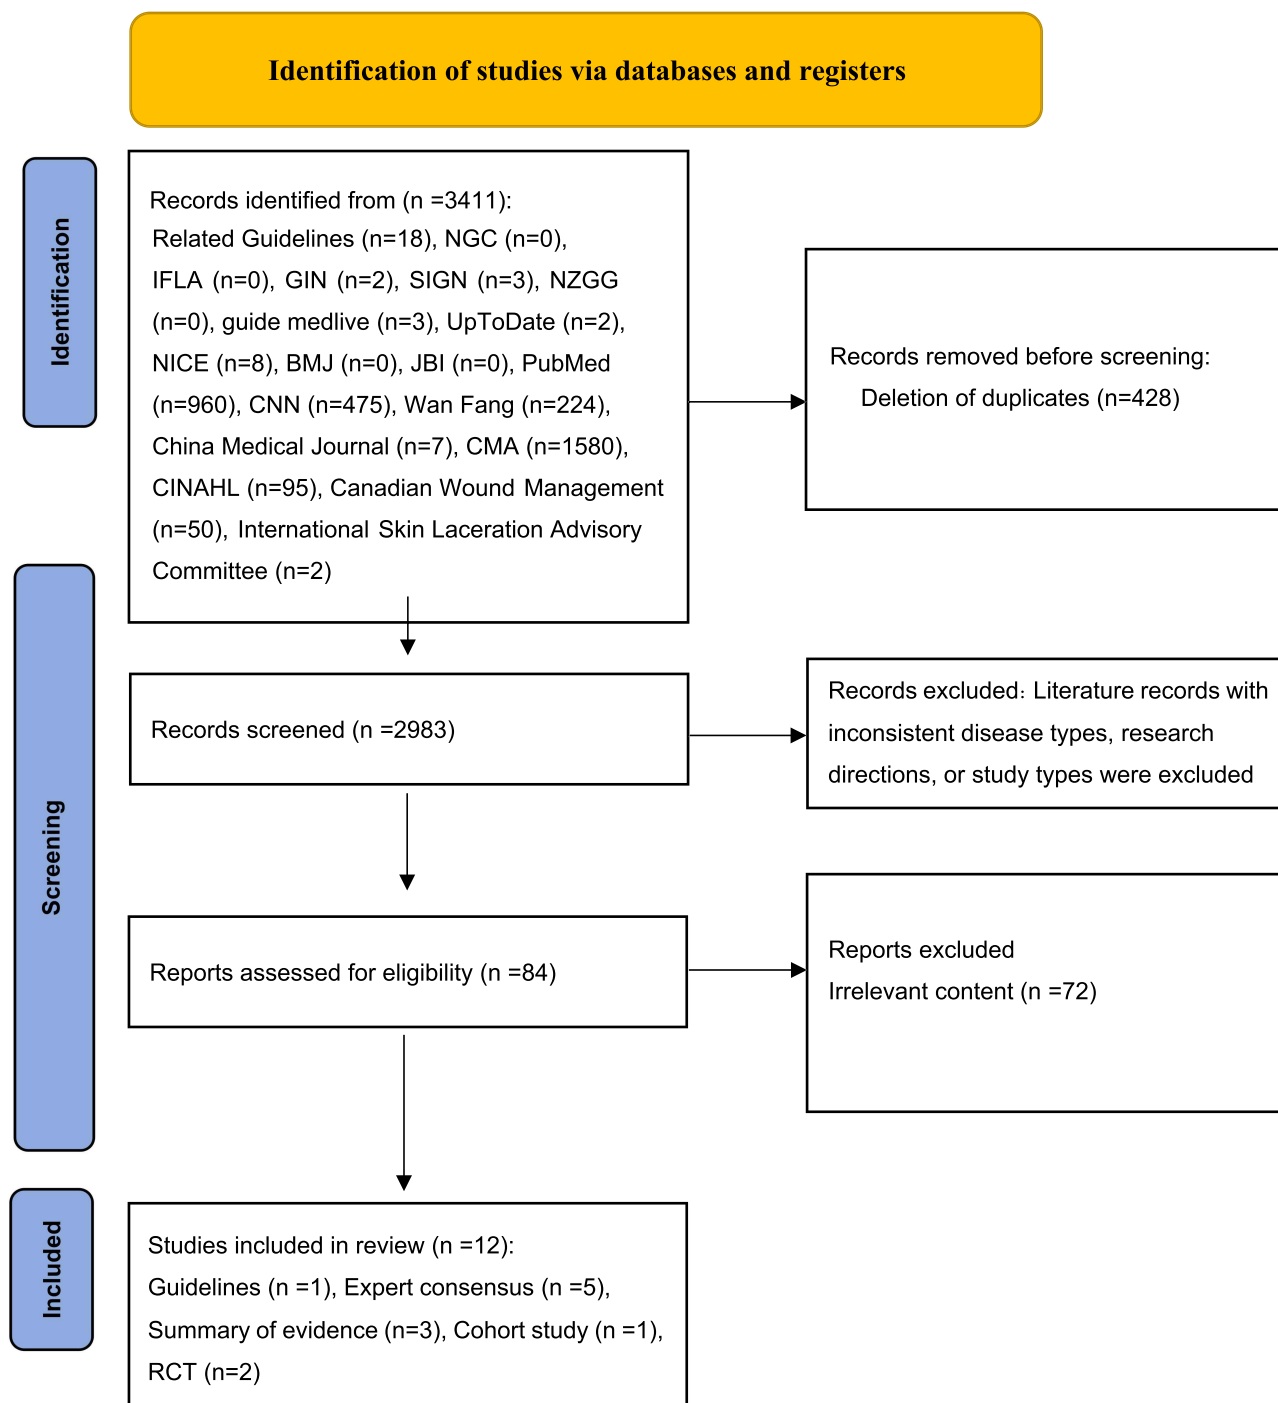 Identification of studies via databases and registers
Identification
Records identified from (n =3411):
Related Guidelines (n=18), NGC (n=0),
IFLA (n=0), GIN (n=2), SIGN (n=3), NZGG
(n=0), guide medlive (n=3), UpToDate (n=2),
NICE (n=8), BMJ (n=0), JBI (n=0), PubMed
(n=960), CNN (n=475), Wan Fang (n=224),
China Medical Journal (n=7), CMA (n=1580),
CINAHL (n=95), Canadian Wound Management
(n=50), International Skin Laceration Advisory
Committee (n=2)
Records removed before screening:
Deletion of duplicates (n=428)
Screening
Records screened (n =2983)
Records excluded: Literature records with
inconsistent disease types, research
directions, or study types were excluded
Reports assessed for eligibility (n =84)
Reports excluded
Irrelevant content (n =72)
Included
Studies included in review (n =12):
Guidelines (n =1), Expert consensus (n =5),
Summary of evidence (n=3), Cohort study (n =1),
RCT (n=2)